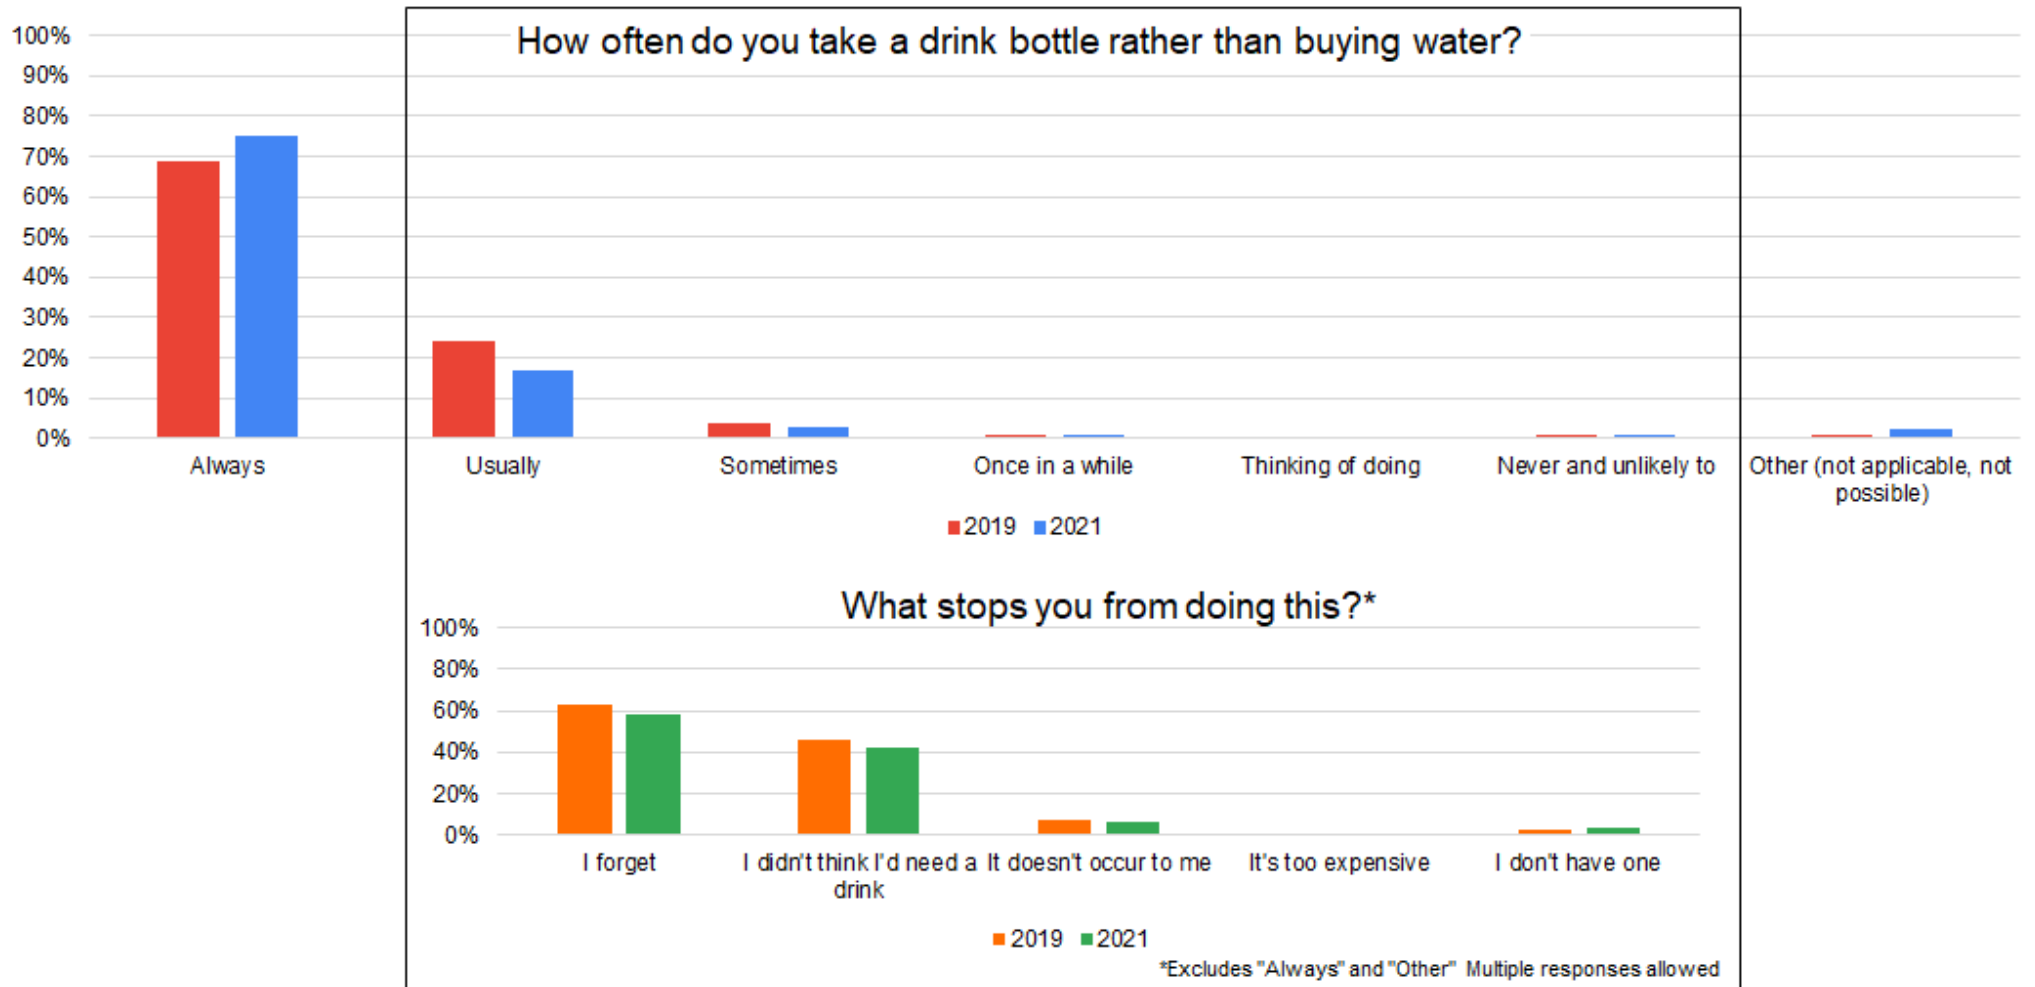 How often do you take a drink bottle rather than buying water?
100%
90%
80%
70%
60%
50%
40%
30%
20%
10%
0%
Always
Usually
Sometimes
Once in a while
Thinking of doing
Never and unlikely to
Other (not applicable, not
possible)
2019
2021
What stops you from doing this?*
100%
80%
60%
40%
20%
0%
I forget
I didn't think I'd need a
drink
It doesn't occur to me
It's too expensive
I don't have one
2019
2021
*Excludes "Always" and "Other" Multiple responses allowed